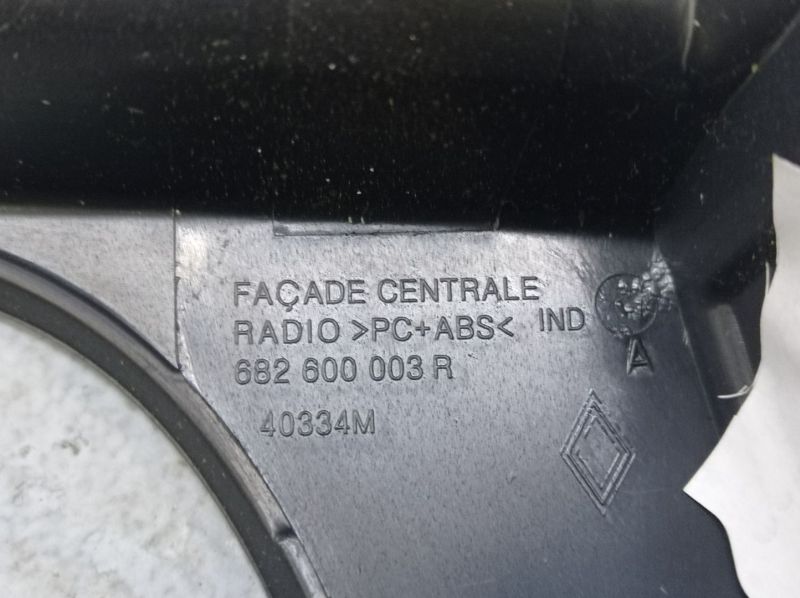 FAÇADE CENTRALE
RADIO >PC+ABS< IND
682 600 003 R
A
40334M